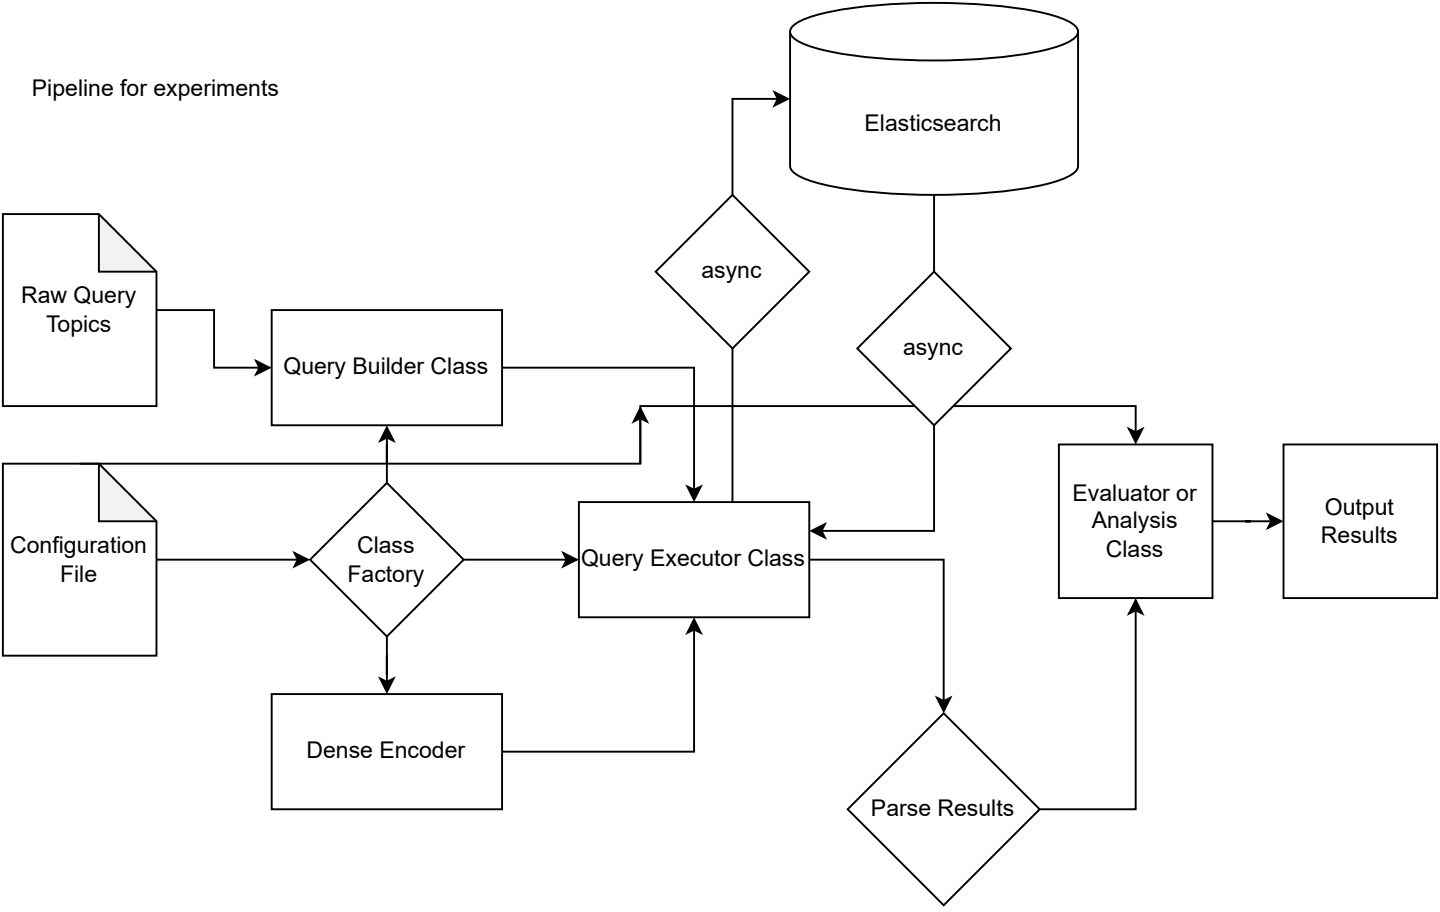 Pipeline for experiments
Elasticsearch
async
Raw Query
Topics
Query Builder Class
async
Configuration
File
Class
Factory
Query Executor Class
Evaluator or
Analysis
Class
Output
Results
Dense Encoder
Parse Results